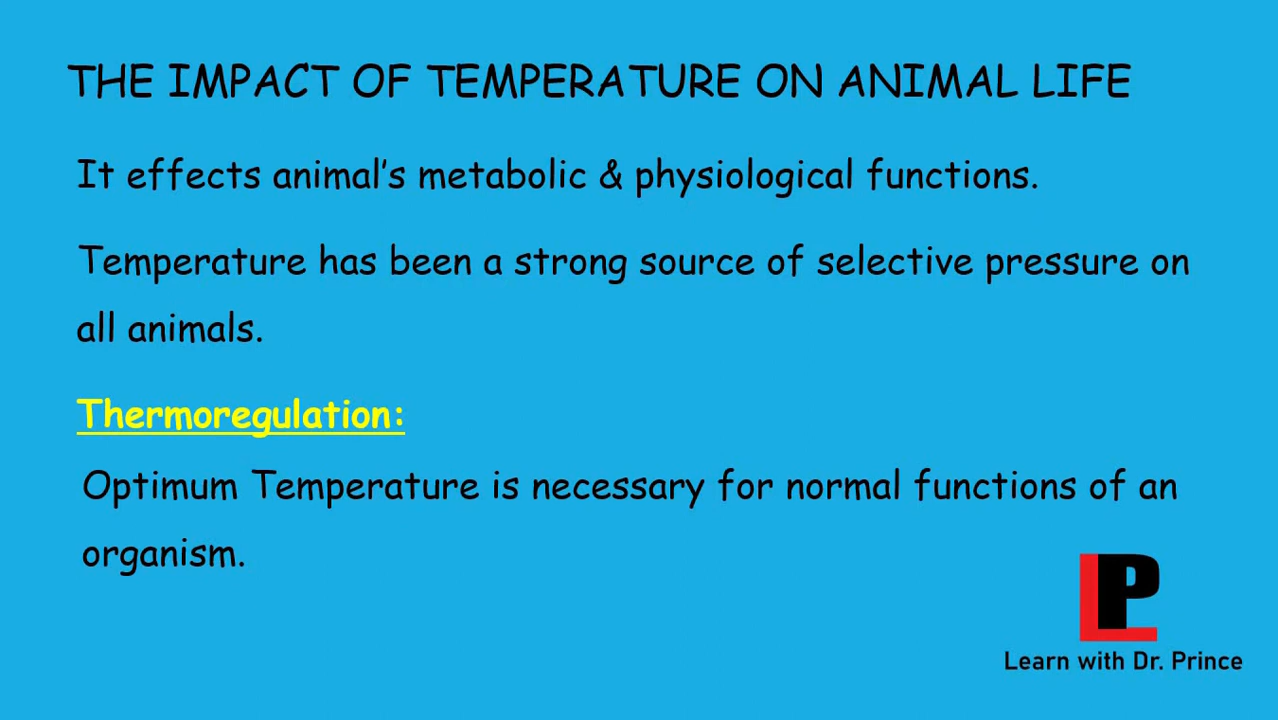 THE IMPACT OF TEMPERATURE ON ANIMAL LIFE
It effects animal's metabolic & physiological functions.
Temperature has been a strong source of selective pressure on
all animals.
Thermoregulation:
Optimum Temperature is necessary for normal functions of an
organism.
LP
Learn with Dr. Prince